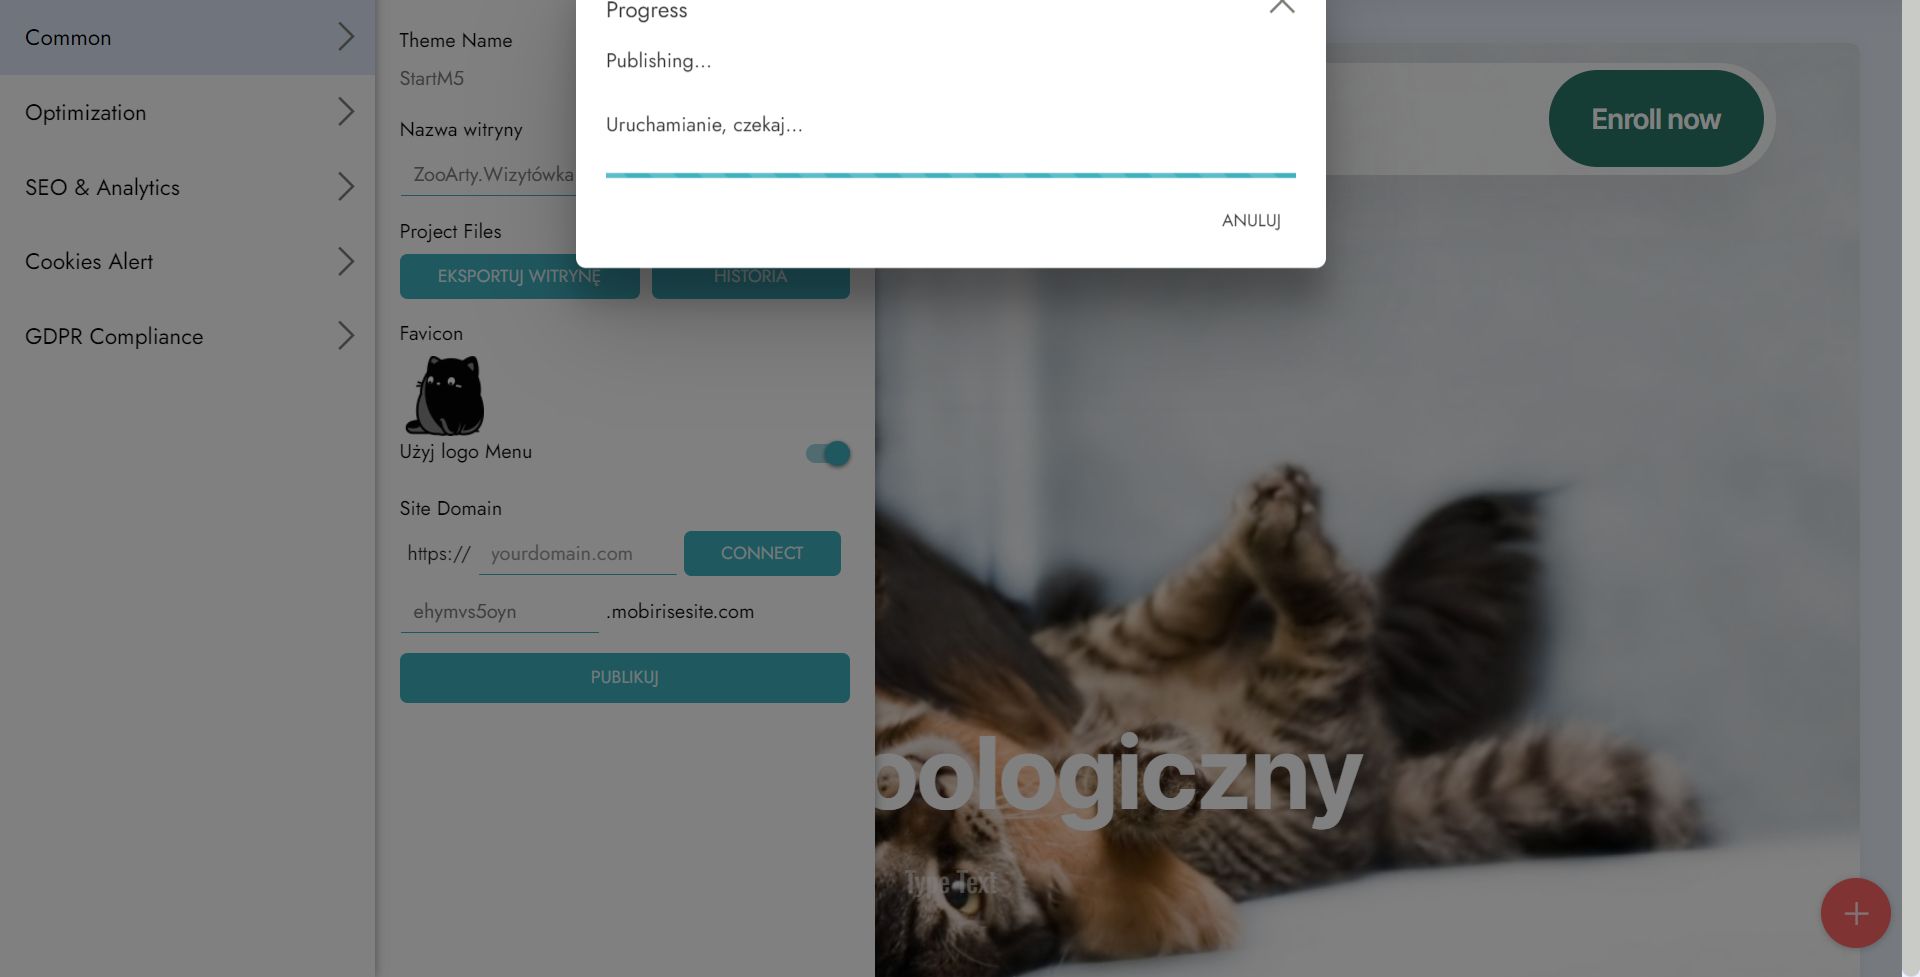 Common
Optimization
SEO & Analytics
Cookies Alert
GDPR Compliance
Theme Name
StartM5
Nazwa witryny
ZooArty.Wizytówka
Project Files
EKSPORTUJ WITRYNĘ
HISTORIA
Favicon
Użyj logo Menu
Site Domain
https://
yourdomain.com
CONNECT
ehymvs5oyn
.mobirisesite.com
PUBLIKUJ
Progress
Publishing...
Uruchamianie, czekaj...
ANULUJ
Enroll now
ologiczny
Type Text